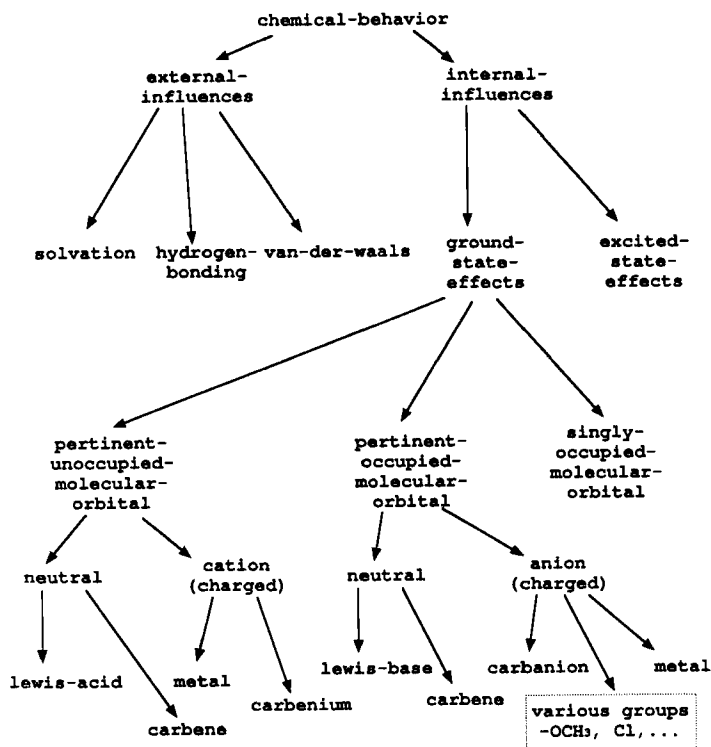 chemical-behavior
external-
influences
internal-
influences
solvation
hydrogen-
bonding
van-der-waals
ground-
state-
effects
excited-
state-
effects
pertinent-
unoccupied-
molecular-
orbital
pertinent-
occupied-
molecular-
orbital
singly-
occupied-
molecular-
orbital
neutral
cation
(charged)
neutral
anion
(charged)
lewis-acid
carbene
metal
carbenium
lewis-base
carbene
carbanion
various groups
-OCH₃, Cl,...
metal